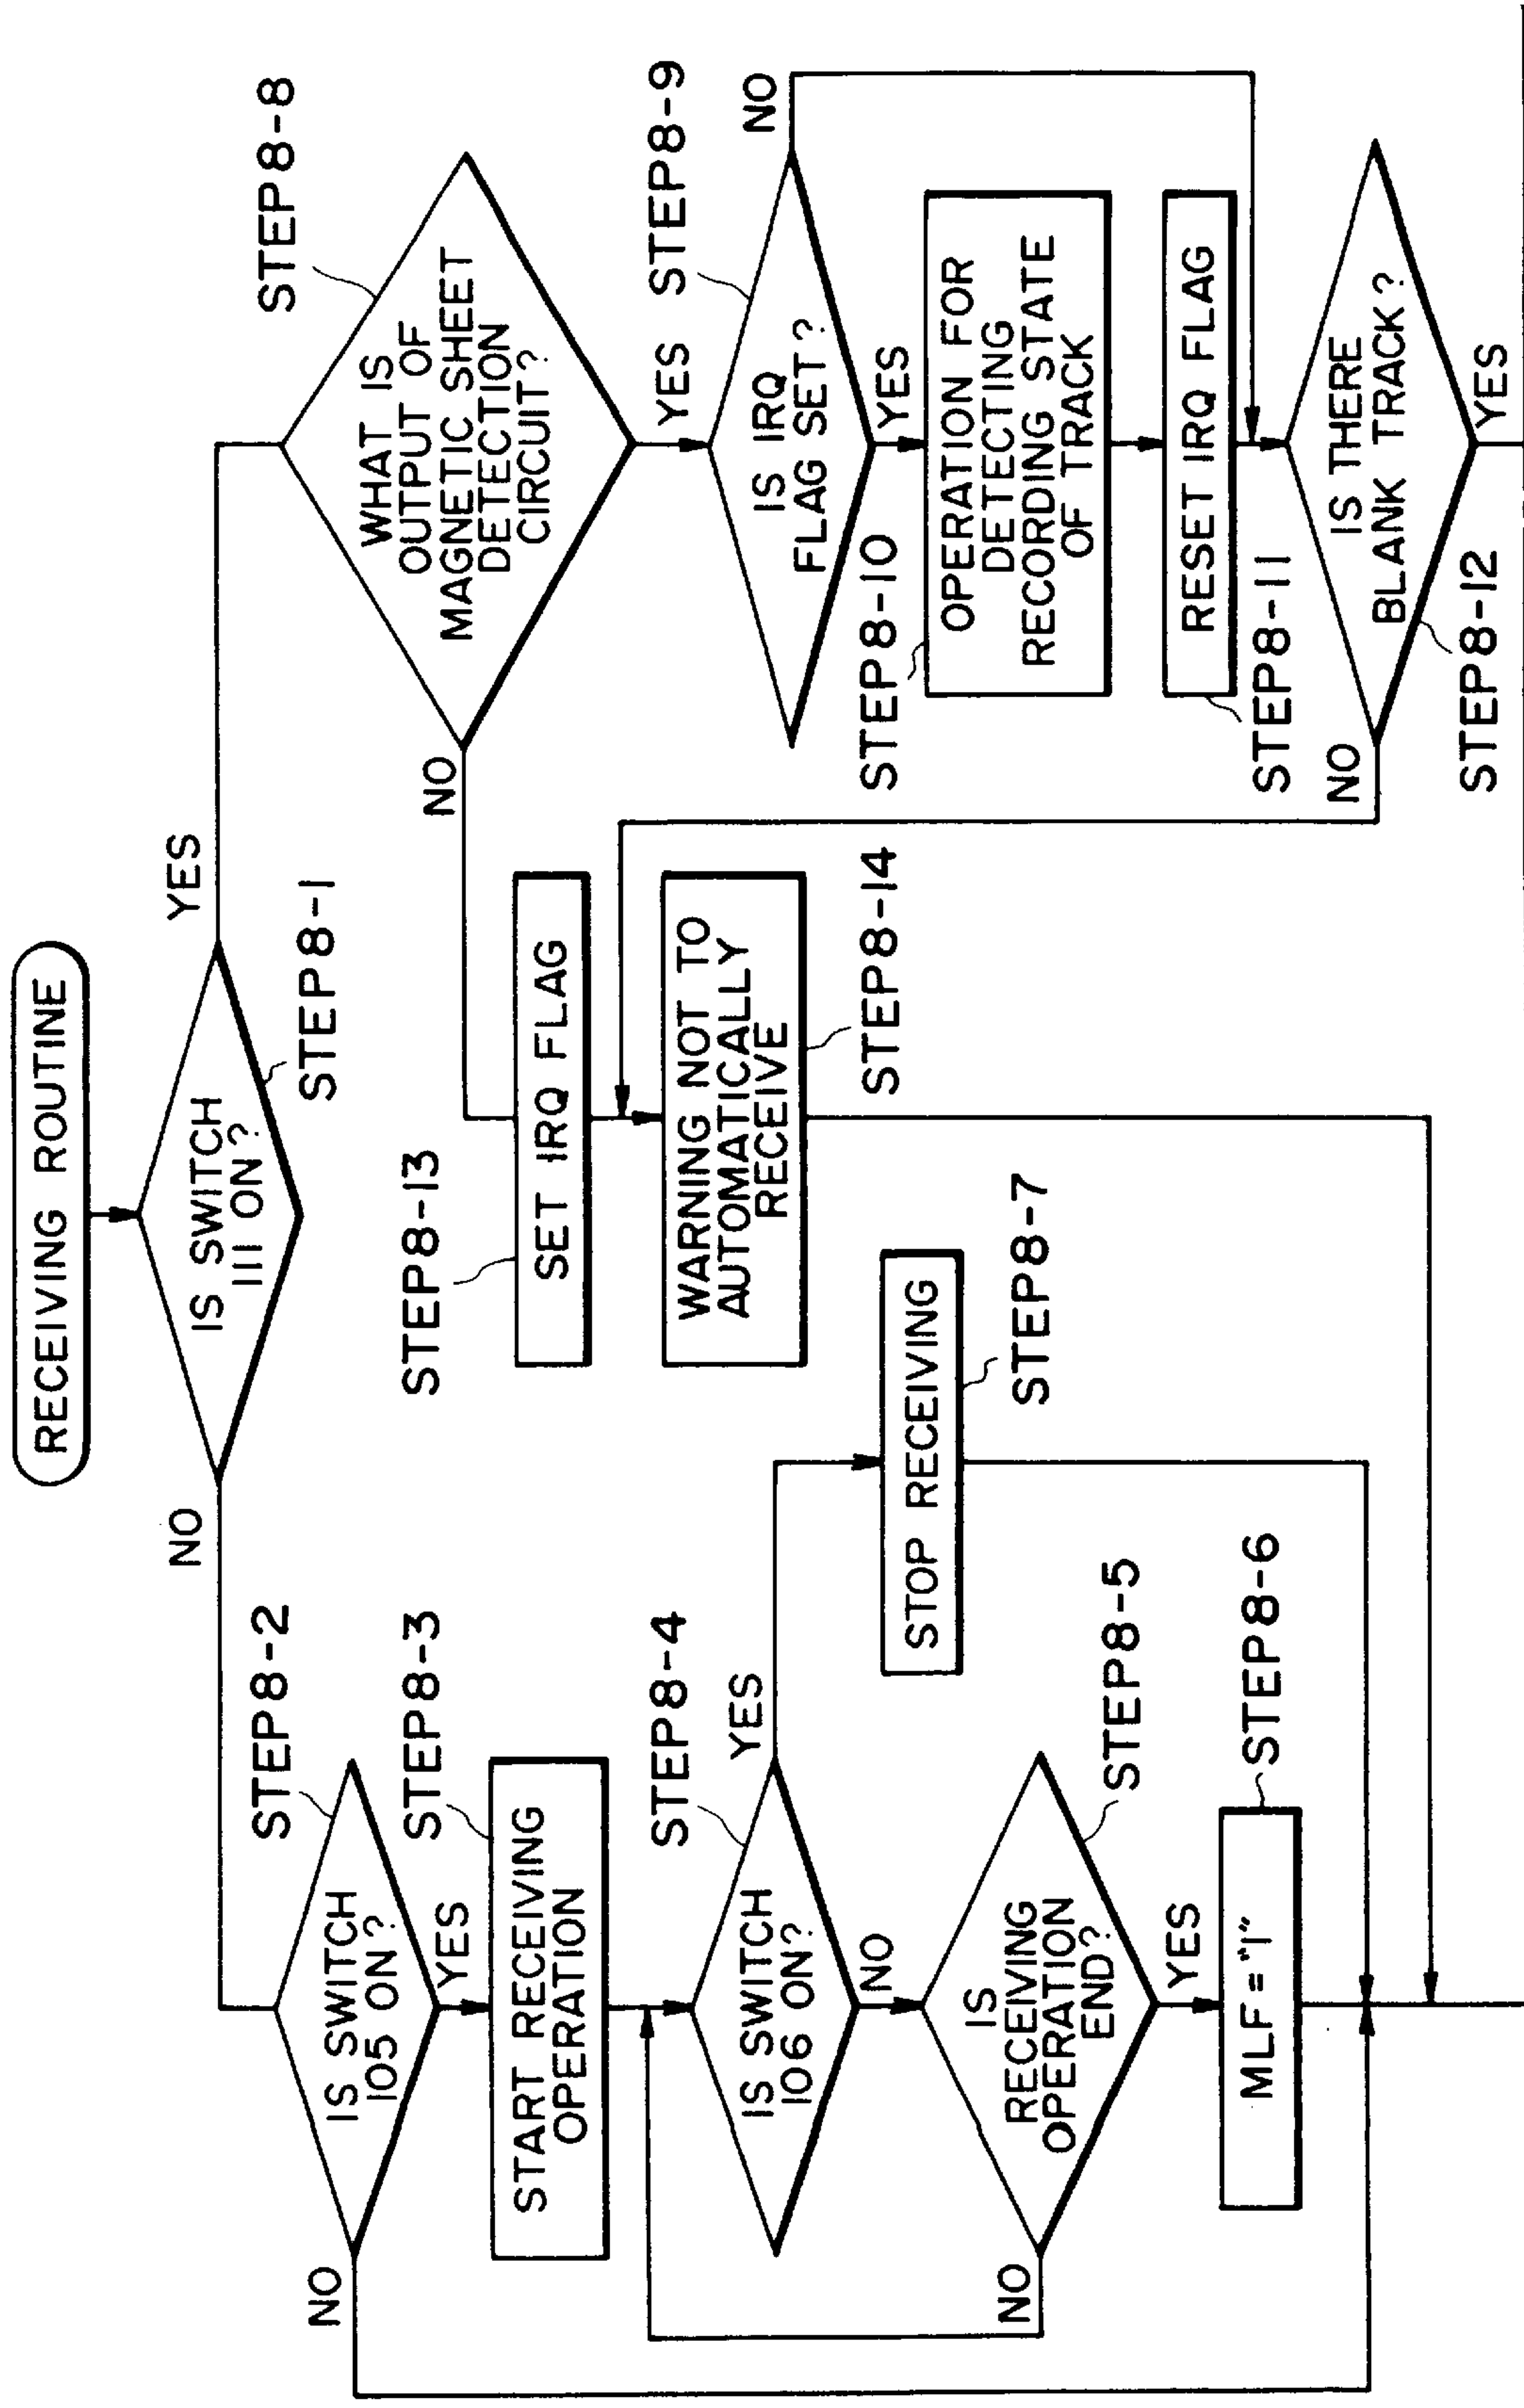 RECEIVING ROUTINE
IS SWITCH
111 ON?
STEP8-1
NO
YES
STEP8-2
IS SWITCH
105 ON?
NO
YES
STEP8-3
START RECEIVING
OPERATION
STEP8-4
IS SWITCH
106 ON?
YES
NO
STOP RECEIVING
STEP8-7
IS
RECEIVING
OPERATION
END?
STEP8-5
NO
YES
MLF="1"
STEP8-6
STEP8-8
WHAT IS
OUTPUT OF
MAGNETIC SHEET
DETECTION
CIRCUIT?
NO
YES
STEP8-13
SET IRQ FLAG
WARNING NOT TO
AUTOMATICALLY
RECEIVE
STEP8-14
STEP8-9
IS IRQ
FLAG SET?
NO
YES
STEP8-10
OPERATION FOR
DETECTING
RECORDING STATE
OF TRACK
RESET IRQ FLAG
STEP8-11
IS THERE
BLANK TRACK?
NO
YES
STEP8-12